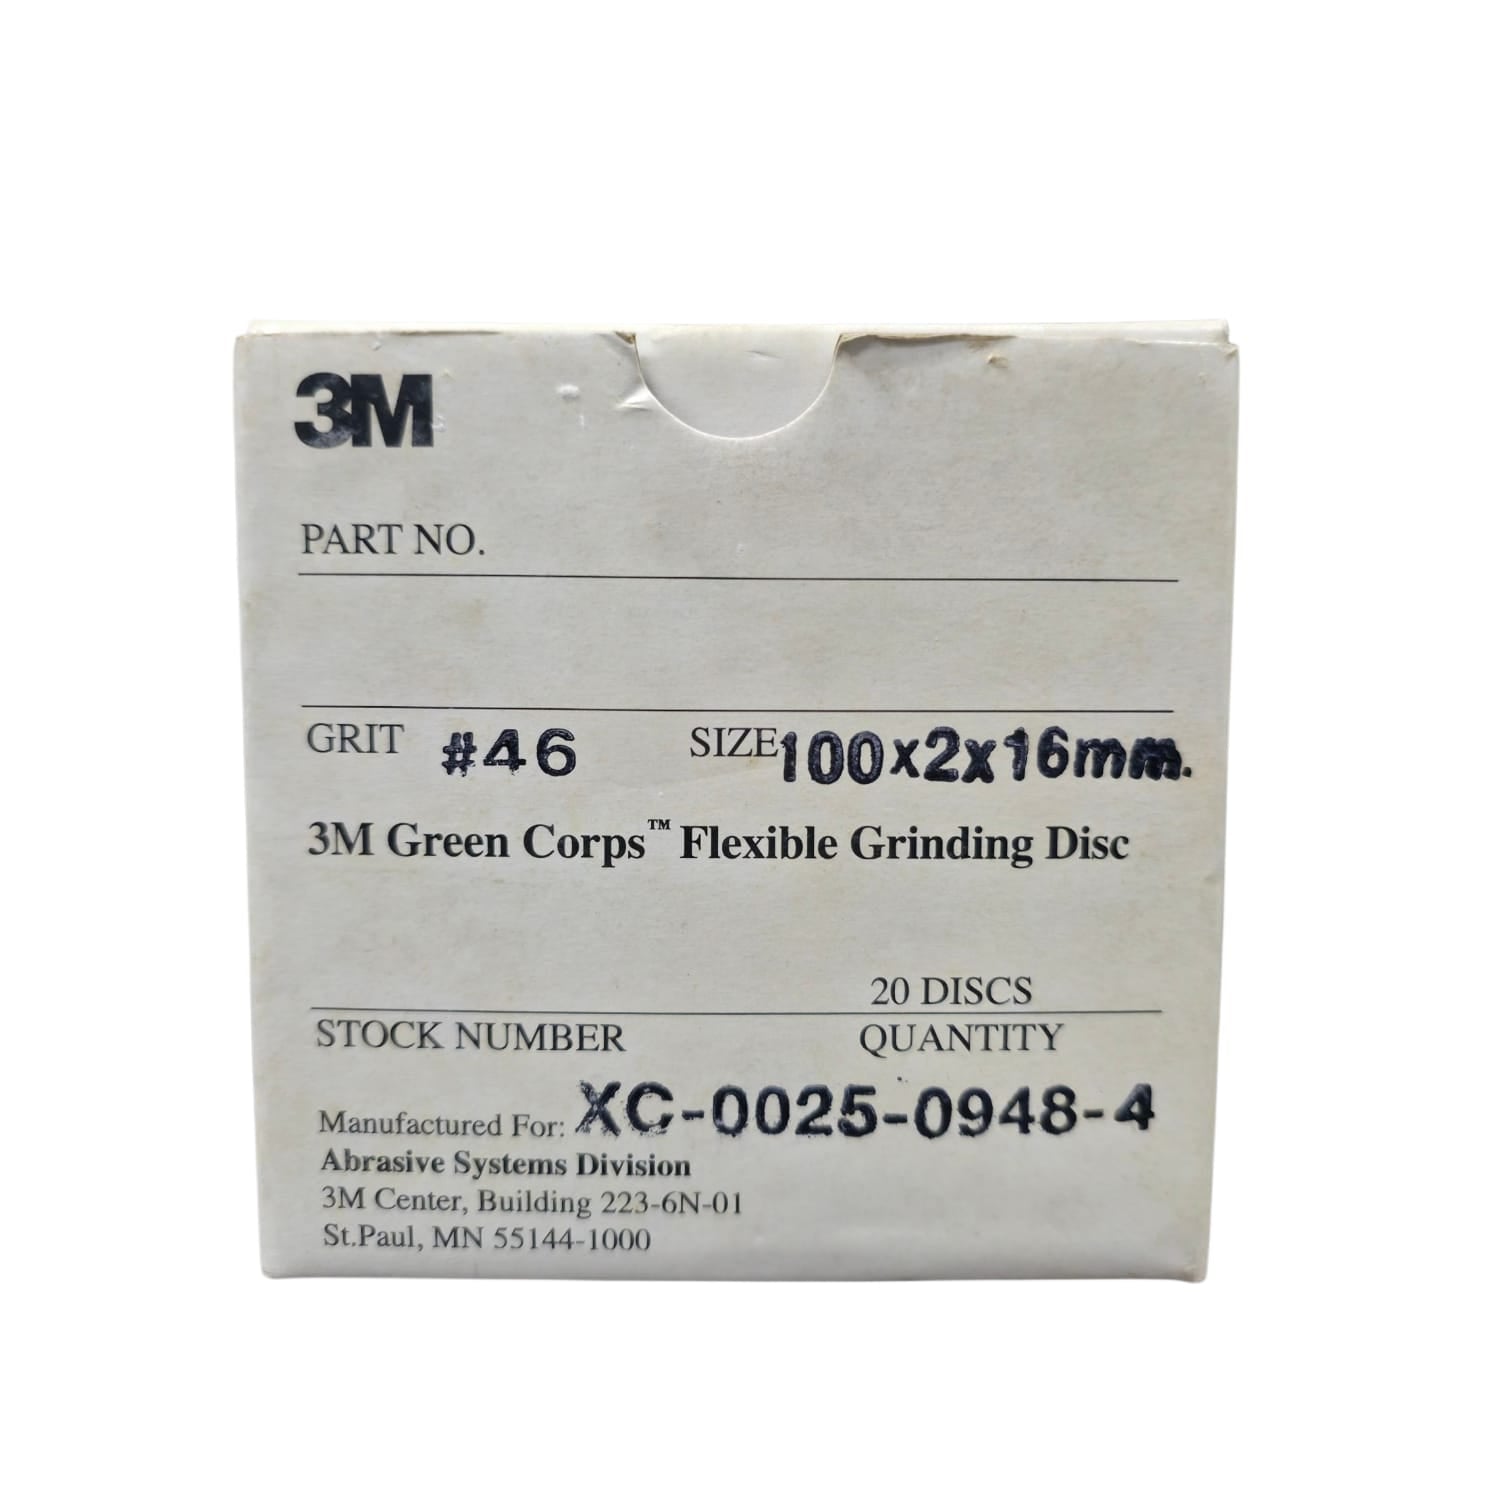 3M
PART NO.
GRIT #46 SIZE 100x2x16mm.
3M Green Corps™ Flexible Grinding Disc
20 DISCS
STOCK NUMBER QUANTITY
Manufactured For: XC-0025-0948-4
Abrasive Systems Division
3M Center, Building 223-6N-01
St.Paul, MN 55144-1000